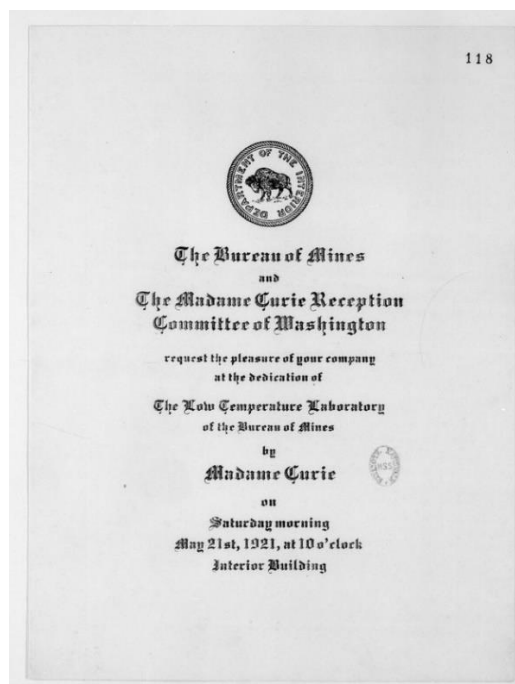 118
DEPARTMENT OF THE INTERIOR
The Bureau of Mines
and
The Madame Curie Reception
Committee of Washington
request the pleasure of your company
at the dedication of
The Low Temperature Laboratory
of the Bureau of Mines
by
Madame Curie
on
Saturday morning
May 21st, 1921, at 10 o'clock
Interior Building
MSS